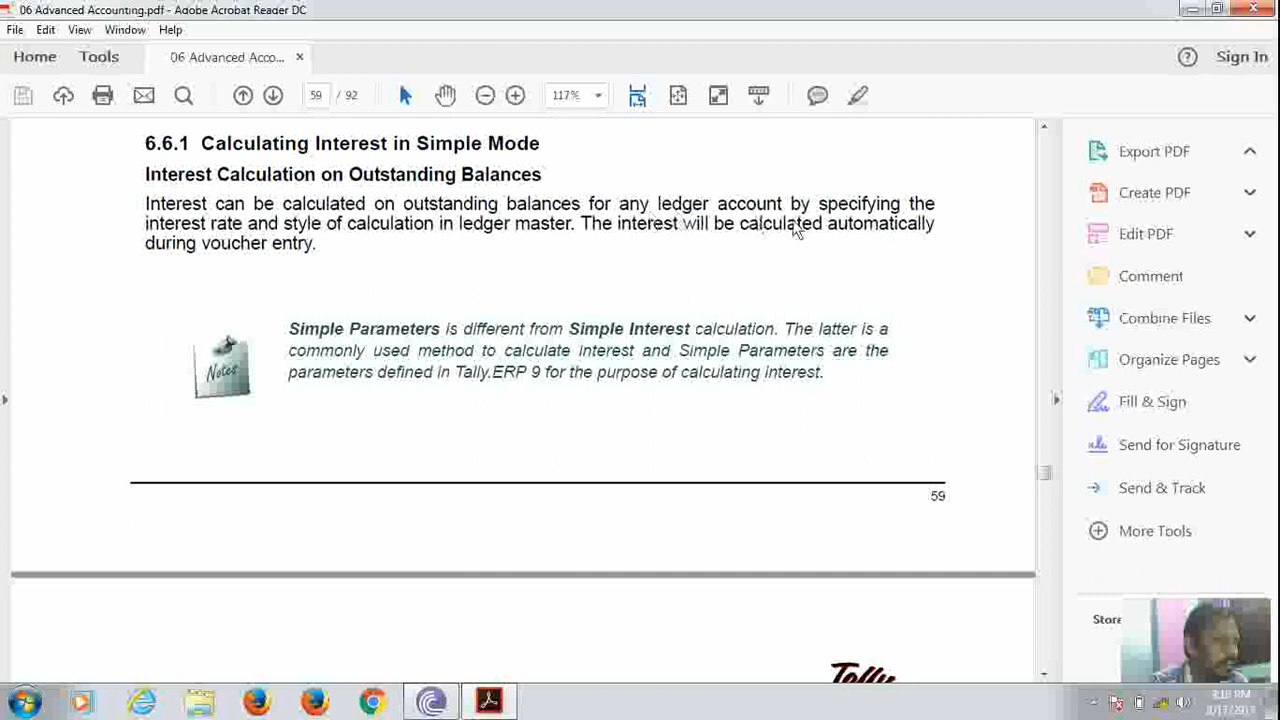 06 Advanced Accounting.pdf - Adobe Acrobat Reader DC
File Edit View Window Help
Home Tools 06 Advanced Acco... × Sign In
59 / 92 117%
6.6.1 Calculating Interest in Simple Mode
Interest Calculation on Outstanding Balances
Interest can be calculated on outstanding balances for any ledger account by specifying the
interest rate and style of calculation in ledger master. The interest will be calculated automatically
during voucher entry.
Notes
Simple Parameters is different from Simple Interest calculation. The latter is a
commonly used method to calculate interest and Simple Parameters are the
parameters defined in Tally.ERP 9 for the purpose of calculating interest.
59
Tally
Export PDF
Create PDF
Edit PDF
Comment
Combine Files
Organize Pages
Fill & Sign
Send for Signature
Send & Track
More Tools
Store